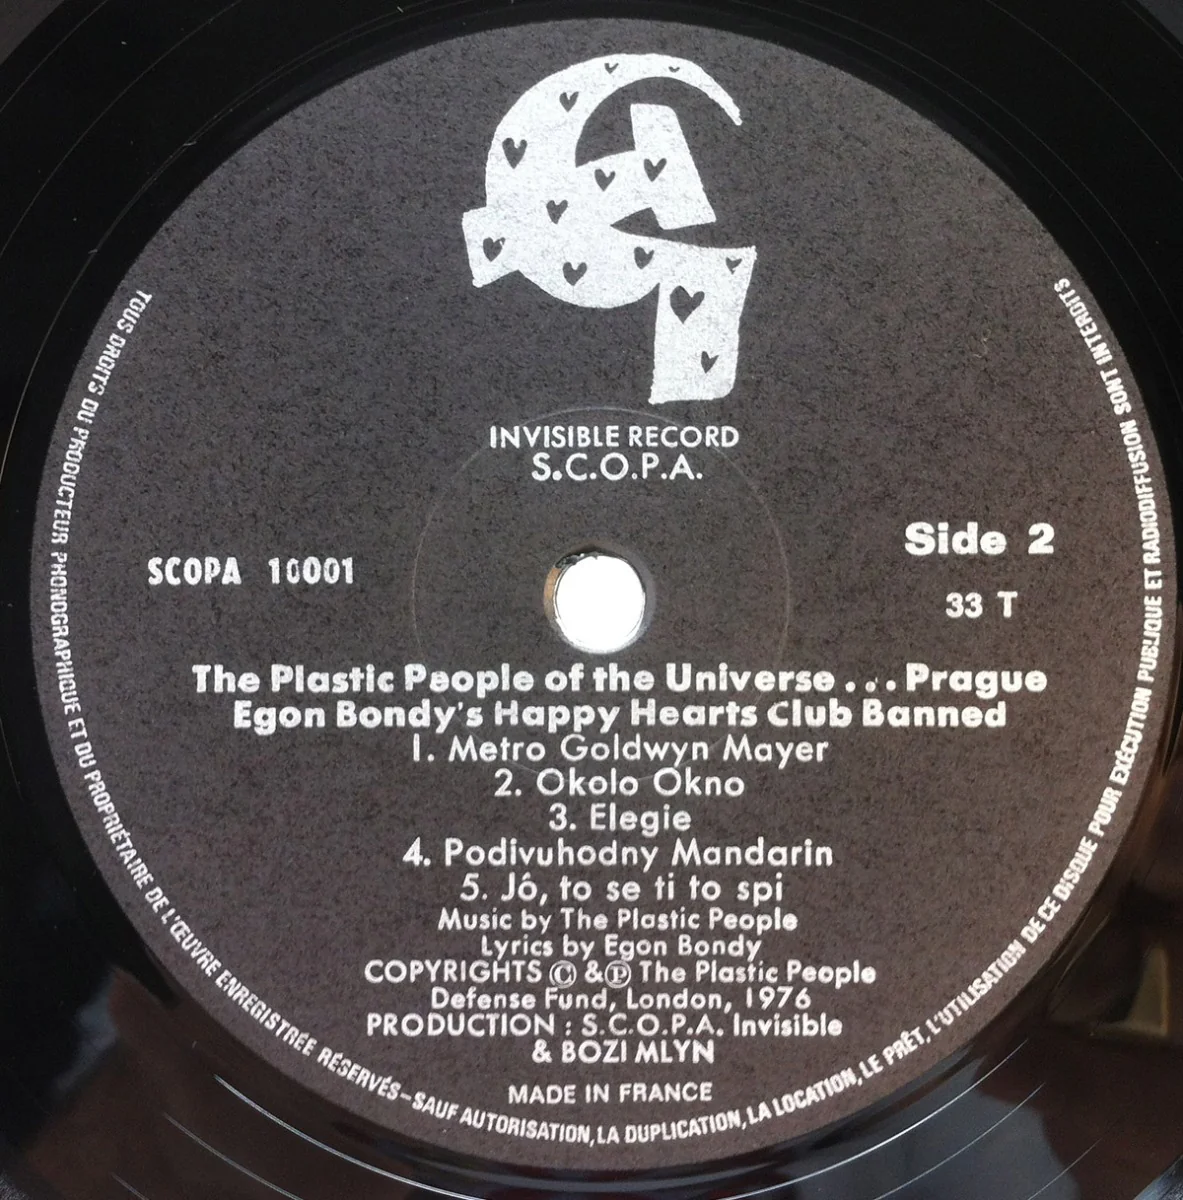 INVISIBLE RECORD
S.C.O.P.A.
Side 2
SCOPA 10001
33 T
The Plastic People of the Universe... Prague
Egon Bondy's Happy Hearts Club Banned
1. Metro Goldwyn Mayer
2. Okolo Okno
3. Elegie
4. Podivuhodny Mandarin
5. Jô, to se ti to spi
Music by The Plastic People
Lyrics by Egon Bondy
COPYRIGHTS © & ℗ The Plastic People
Defense Fund, London, 1976
PRODUCTION : S.C.O.P.A. Invisible
& BOZI MLYN
MADE IN FRANCE
TOUS DROITS DU PRODUCTEUR PHONOGRAPHIQUE ET DU PROPRIÉTAIRE DE L'ŒUVRE ENREGISTRÉE RÉSERVÉS-SAUF AUTORISATION, LA DUPLICATION, LA LOCATION, LE PRÊT, L'UTILISATION DE CE DISQUE POUR EXÉCUTION PUBLIQUE ET RADIODIFFUSION SONT INTERDITS